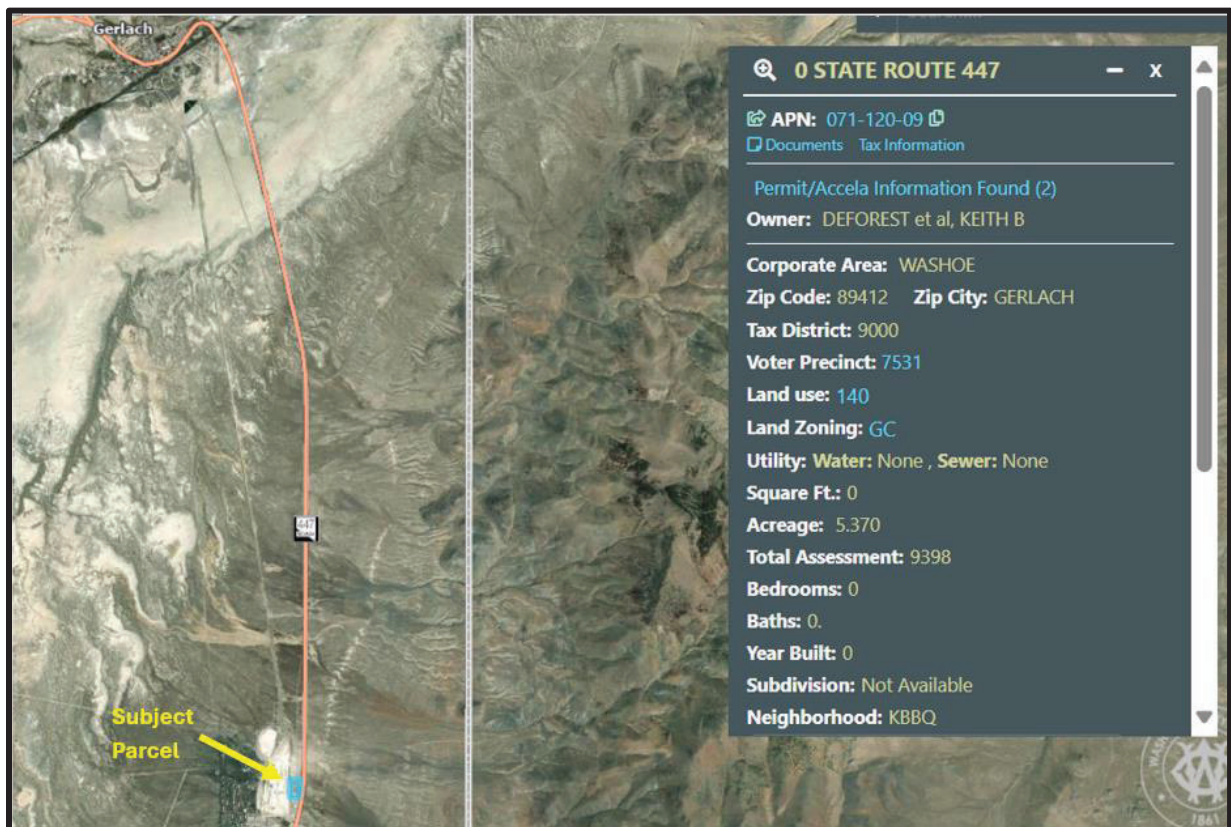 Gerlach
0 STATE ROUTE 447 – X
APN: 071-120-09
Documents Tax Information
Permit/Accela Information Found (2)
Owner: DEFOREST et al, KEITH B
Corporate Area: WASHOE
Zip Code: 89412 Zip City: GERLACH
Tax District: 9000
Voter Precinct: 7531
Land use: 140
Land Zoning: GC
Utility: Water: None , Sewer: None
Square Ft.: 0
Acreage: 5.370
Total Assessment: 9398
Bedrooms: 0
Baths: 0.
Year Built: 0
Subdivision: Not Available
Neighborhood: KBBQ
447
Subject
Parcel
1861